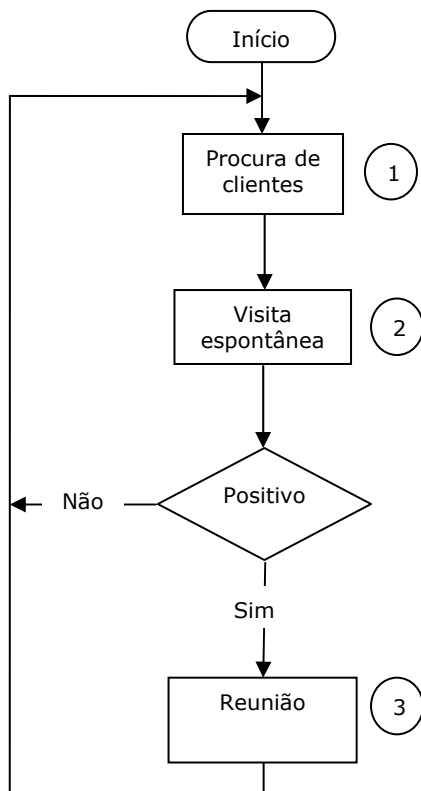 Início
Procura de
clientes
1
Visita
espontânea
2
Positivo
Não
Sim
Reunião
3